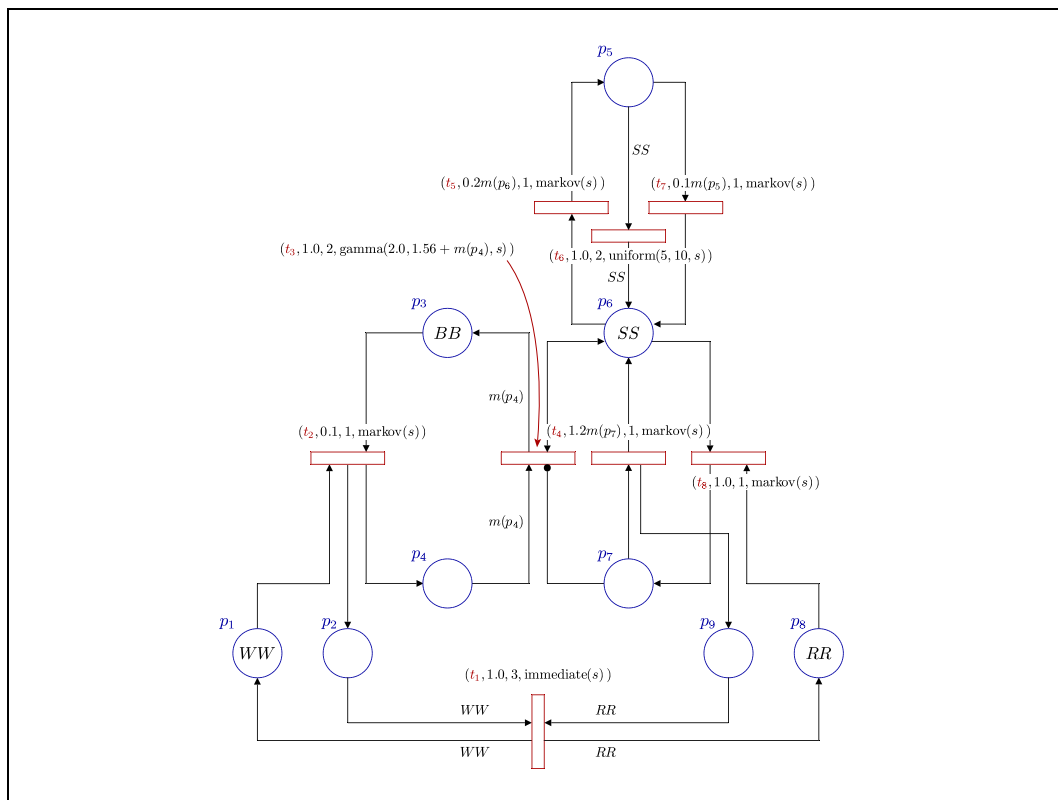 p5
SS
(t5, 0.2m(p6), 1, markov(s))
(t7, 0.1m(p5), 1, markov(s))
(t3, 1.0, 2, gamma(2.0, 1.56 + m(p4), s))
(t6, 1.0, 2, uniform(5, 10, s))
SS
p3
p6
BB
SS
m(p4)
(t2, 0.1, 1, markov(s))
(t4, 1.2m(p7), 1, markov(s))
(t8, 1.0, 1, markov(s))
m(p4)
p4
p7
p1
p2
p9
p8
WW
RR
(t1, 1.0, 3, immediate(s))
WW
RR
WW
RR